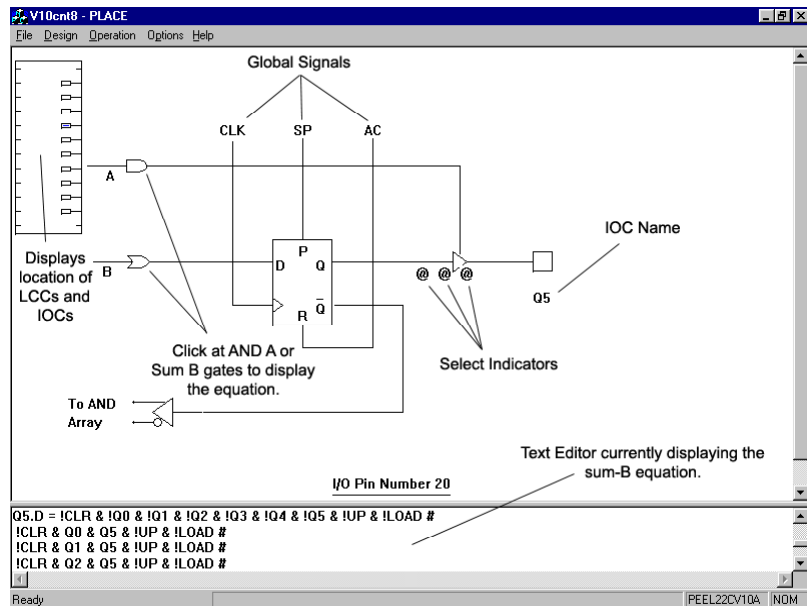 V10cnt8 - PLACE
File Design Operation Options Help
Global Signals
CLK SP AC
A
IOC Name
Displays
location of
LCCs and
IOCs
B
P
D Q
Q
R
@ @ @
Q5
Click at AND A or
Sum B gates to display
the equation.
Select Indicators
To AND
Array
Text Editor currently displaying the
sum-B equation.
I/O Pin Number 20
Q5.D = !CLR & !Q0 & !Q1 & !Q2 & !Q3 & !Q4 & !Q5 & !UP & !LOAD #
!CLR & Q0 & Q5 & !UP & !LOAD #
!CLR & Q1 & Q5 & !UP & !LOAD #
!CLR & Q2 & Q5 & !UP & !LOAD #
Ready PEEL22CV10A NOM